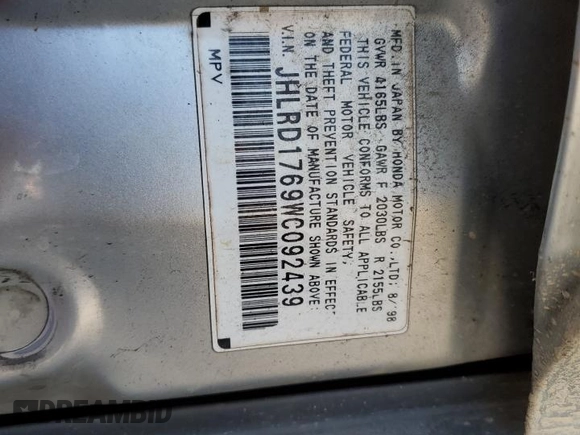 MFD. IN JAPAN BY HONDA MOTOR CO.,LTD; 8/'98
GVWR 4165LBS GAWR F 2030LBS R 2155LBS
THIS VEHICLE CONFORMS TO ALL APPLICABLE
FEDERAL MOTOR VEHICLE SAFETY,
AND THEFT PREVENTION STANDARDS IN EFFECT
ON THE DATE OF MANUFACTURE SHOWN ABOVE:
V.I.N. JHLRD1769WC092439
MPV
DREAMBID